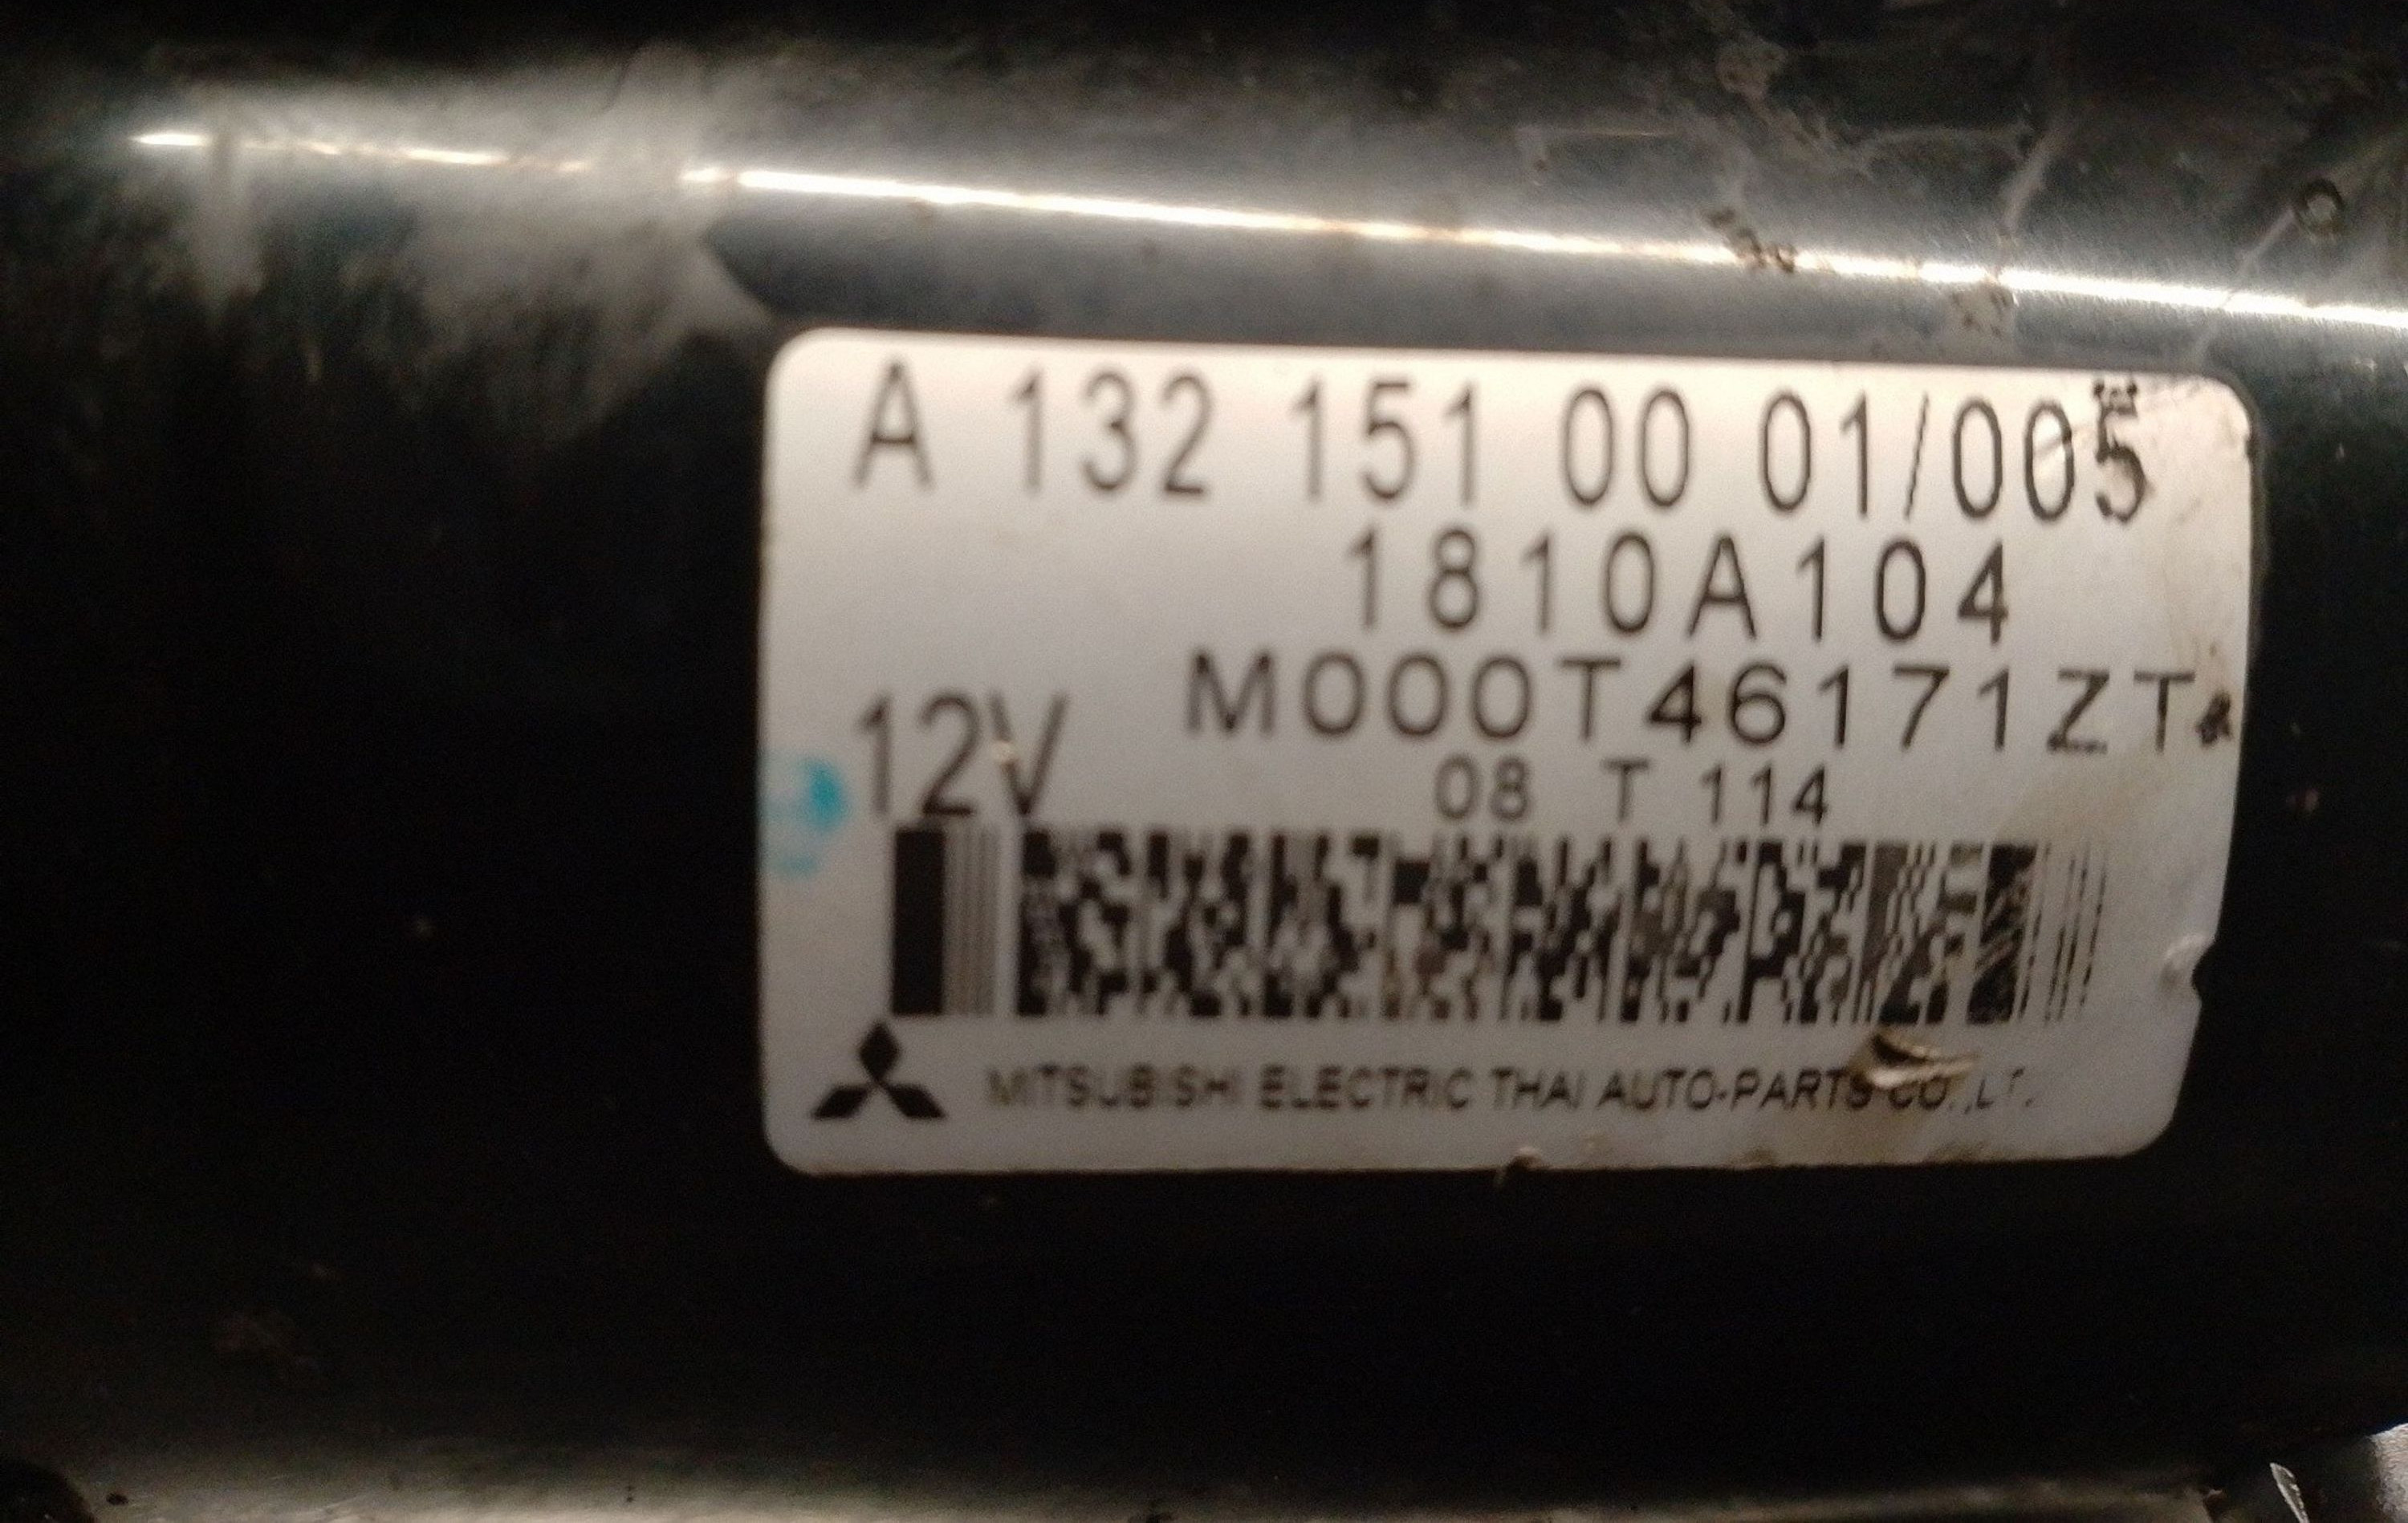 A 132 151 00 01/005
1810A104
M000T46171ZT
12V
08 T 114
MITSUBISHI ELECTRIC THAI AUTO-PARTS CO.,LT